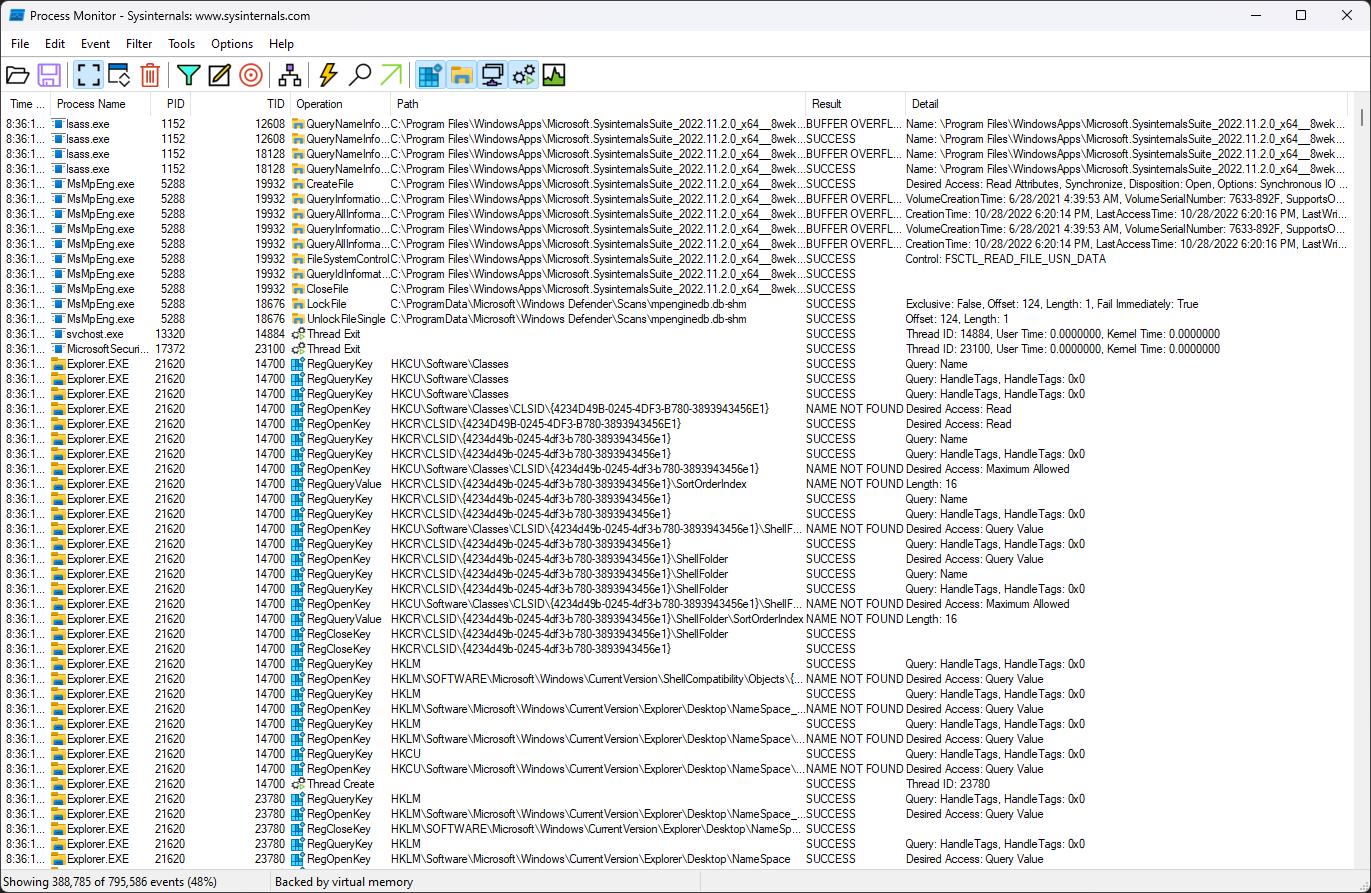 Process Monitor - Sysinternals: www.sysinternals.com
File Edit Event Filter Tools Options Help
Time ... Process Name PID TID Operation Path Result Detail
8:36:1... lsass.exe 1152 12608 QueryNameInfo... C:\Program Files\WindowsApps\Microsoft.SysinternalsSuite_2022.11.2.0_x64__8wek... BUFFER OVERFL... Name: \Program Files\WindowsApps\Microsoft.SysinternalsSuite_2022.11.2.0_x64__8wek...
8:36:1... lsass.exe 1152 12608 QueryNameInfo... C:\Program Files\WindowsApps\Microsoft.SysinternalsSuite_2022.11.2.0_x64__8wek... SUCCESS Name: \Program Files\WindowsApps\Microsoft.SysinternalsSuite_2022.11.2.0_x64__8wek...
8:36:1... lsass.exe 1152 18128 QueryNameInfo... C:\Program Files\WindowsApps\Microsoft.SysinternalsSuite_2022.11.2.0_x64__8wek... BUFFER OVERFL... Name: \Program Files\WindowsApps\Microsoft.SysinternalsSuite_2022.11.2.0_x64__8wek...
8:36:1... lsass.exe 1152 18128 QueryNameInfo... C:\Program Files\WindowsApps\Microsoft.SysinternalsSuite_2022.11.2.0_x64__8wek... SUCCESS Name: \Program Files\WindowsApps\Microsoft.SysinternalsSuite_2022.11.2.0_x64__8wek...
8:36:1... MsMpEng.exe 5288 19932 CreateFile C:\Program Files\WindowsApps\Microsoft.SysinternalsSuite_2022.11.2.0_x64__8wek... SUCCESS Desired Access: Read Attributes, Synchronize, Disposition: Open, Options: Synchronous IO ...
8:36:1... MsMpEng.exe 5288 19932 QueryInformatio... C:\Program Files\WindowsApps\Microsoft.SysinternalsSuite_2022.11.2.0_x64__8wek... BUFFER OVERFL... VolumeCreationTime: 6/28/2021 4:39:53 AM, VolumeSerialNumber: 7633-892F, SupportsO...
8:36:1... MsMpEng.exe 5288 19932 QueryAllInforma... C:\Program Files\WindowsApps\Microsoft.SysinternalsSuite_2022.11.2.0_x64__8wek... BUFFER OVERFL... CreationTime: 10/28/2022 6:20:14 PM, LastAccessTime: 10/28/2022 6:20:16 PM, LastWri...
8:36:1... MsMpEng.exe 5288 19932 QueryInformatio... C:\Program Files\WindowsApps\Microsoft.SysinternalsSuite_2022.11.2.0_x64__8wek... BUFFER OVERFL... VolumeCreationTime: 6/28/2021 4:39:53 AM, VolumeSerialNumber: 7633-892F, SupportsO...
8:36:1... MsMpEng.exe 5288 19932 QueryAllInforma... C:\Program Files\WindowsApps\Microsoft.SysinternalsSuite_2022.11.2.0_x64__8wek... BUFFER OVERFL... CreationTime: 10/28/2022 6:20:14 PM, LastAccessTime: 10/28/2022 6:20:16 PM, LastWri...
8:36:1... MsMpEng.exe 5288 19932 FileSystemControl C:\Program Files\WindowsApps\Microsoft.SysinternalsSuite_2022.11.2.0_x64__8wek... SUCCESS Control: FSCTL_READ_FILE_USN_DATA
8:36:1... MsMpEng.exe 5288 19932 QueryIdInformat... C:\Program Files\WindowsApps\Microsoft.SysinternalsSuite_2022.11.2.0_x64__8wek... SUCCESS
8:36:1... MsMpEng.exe 5288 19932 CloseFile C:\Program Files\WindowsApps\Microsoft.SysinternalsSuite_2022.11.2.0_x64__8wek... SUCCESS
8:36:1... MsMpEng.exe 5288 18676 LockFile C:\ProgramData\Microsoft\Windows Defender\Scans\mpenginedb.db-shm SUCCESS Exclusive: False, Offset: 124, Length: 1, Fail Immediately: True
8:36:1... MsMpEng.exe 5288 18676 UnlockFileSingle C:\ProgramData\Microsoft\Windows Defender\Scans\mpenginedb.db-shm SUCCESS Offset: 124, Length: 1
8:36:1... svchost.exe 13320 14884 Thread Exit SUCCESS Thread ID: 14884, User Time: 0.0000000, Kernel Time: 0.0000000
8:36:1... MicrosoftSecuri... 17372 23100 Thread Exit SUCCESS Thread ID: 23100, User Time: 0.0000000, Kernel Time: 0.0000000
8:36:1... Explorer.EXE 21620 14700 RegQueryKey HKCU\Software\Classes SUCCESS Query: Name
8:36:1... Explorer.EXE 21620 14700 RegQueryKey HKCU\Software\Classes SUCCESS Query: HandleTags, HandleTags: 0x0
8:36:1... Explorer.EXE 21620 14700 RegQueryKey HKCU\Software\Classes SUCCESS Query: HandleTags, HandleTags: 0x0
8:36:1... Explorer.EXE 21620 14700 RegOpenKey HKCU\Software\Classes\CLSID\{4234D49B-0245-4DF3-B780-3893943456E1} NAME NOT FOUND Desired Access: Read
8:36:1... Explorer.EXE 21620 14700 RegOpenKey HKCR\CLSID\{4234D49B-0245-4DF3-B780-3893943456E1} SUCCESS Desired Access: Read
8:36:1... Explorer.EXE 21620 14700 RegQueryKey HKCR\CLSID\{4234d49b-0245-4df3-b780-3893943456e1} SUCCESS Query: Name
8:36:1... Explorer.EXE 21620 14700 RegQueryKey HKCR\CLSID\{4234d49b-0245-4df3-b780-3893943456e1} SUCCESS Query: HandleTags, HandleTags: 0x0
8:36:1... Explorer.EXE 21620 14700 RegOpenKey HKCU\Software\Classes\CLSID\{4234d49b-0245-4df3-b780-3893943456e1} NAME NOT FOUND Desired Access: Maximum Allowed
8:36:1... Explorer.EXE 21620 14700 RegQueryValue HKCR\CLSID\{4234d49b-0245-4df3-b780-3893943456e1}\SortOrderIndex NAME NOT FOUND Length: 16
8:36:1... Explorer.EXE 21620 14700 RegQueryKey HKCR\CLSID\{4234d49b-0245-4df3-b780-3893943456e1} SUCCESS Query: Name
8:36:1... Explorer.EXE 21620 14700 RegQueryKey HKCR\CLSID\{4234d49b-0245-4df3-b780-3893943456e1} SUCCESS Query: HandleTags, HandleTags: 0x0
8:36:1... Explorer.EXE 21620 14700 RegOpenKey HKCU\Software\Classes\CLSID\{4234d49b-0245-4df3-b780-3893943456e1}\ShellF... NAME NOT FOUND Desired Access: Query Value
8:36:1... Explorer.EXE 21620 14700 RegQueryKey HKCR\CLSID\{4234d49b-0245-4df3-b780-3893943456e1} SUCCESS Query: HandleTags, HandleTags: 0x0
8:36:1... Explorer.EXE 21620 14700 RegOpenKey HKCR\CLSID\{4234d49b-0245-4df3-b780-3893943456e1}\ShellFolder SUCCESS Desired Access: Query Value
8:36:1... Explorer.EXE 21620 14700 RegQueryKey HKCR\CLSID\{4234d49b-0245-4df3-b780-3893943456e1}\ShellFolder SUCCESS Query: Name
8:36:1... Explorer.EXE 21620 14700 RegQueryKey HKCR\CLSID\{4234d49b-0245-4df3-b780-3893943456e1}\ShellFolder SUCCESS Query: HandleTags, HandleTags: 0x0
8:36:1... Explorer.EXE 21620 14700 RegOpenKey HKCU\Software\Classes\CLSID\{4234d49b-0245-4df3-b780-3893943456e1}\ShellF... NAME NOT FOUND Desired Access: Maximum Allowed
8:36:1... Explorer.EXE 21620 14700 RegQueryValue HKCR\CLSID\{4234d49b-0245-4df3-b780-3893943456e1}\ShellFolder\SortOrderIndex NAME NOT FOUND Length: 16
8:36:1... Explorer.EXE 21620 14700 RegCloseKey HKCR\CLSID\{4234d49b-0245-4df3-b780-3893943456e1}\ShellFolder SUCCESS
8:36:1... Explorer.EXE 21620 14700 RegCloseKey HKCR\CLSID\{4234d49b-0245-4df3-b780-3893943456e1} SUCCESS
8:36:1... Explorer.EXE 21620 14700 RegQueryKey HKLM SUCCESS Query: HandleTags, HandleTags: 0x0
8:36:1... Explorer.EXE 21620 14700 RegOpenKey HKLM\SOFTWARE\Microsoft\Windows\CurrentVersion\ShellCompatibility\Objects\{... NAME NOT FOUND Desired Access: Query Value
8:36:1... Explorer.EXE 21620 14700 RegQueryKey HKLM SUCCESS Query: HandleTags, HandleTags: 0x0
8:36:1... Explorer.EXE 21620 14700 RegOpenKey HKLM\Software\Microsoft\Windows\CurrentVersion\Explorer\Desktop\NameSpace_... NAME NOT FOUND Desired Access: Query Value
8:36:1... Explorer.EXE 21620 14700 RegQueryKey HKLM SUCCESS Query: HandleTags, HandleTags: 0x0
8:36:1... Explorer.EXE 21620 14700 RegOpenKey HKLM\Software\Microsoft\Windows\CurrentVersion\Explorer\Desktop\NameSpace\... NAME NOT FOUND Desired Access: Query Value
8:36:1... Explorer.EXE 21620 14700 RegQueryKey HKCU SUCCESS Query: HandleTags, HandleTags: 0x0
8:36:1... Explorer.EXE 21620 14700 RegOpenKey HKCU\Software\Microsoft\Windows\CurrentVersion\Explorer\Desktop\NameSpace\... NAME NOT FOUND Desired Access: Query Value
8:36:1... Explorer.EXE 21620 14700 Thread Create SUCCESS Thread ID: 23780
8:36:1... Explorer.EXE 21620 23780 RegQueryKey HKLM SUCCESS Query: HandleTags, HandleTags: 0x0
8:36:1... Explorer.EXE 21620 23780 RegOpenKey HKLM\Software\Microsoft\Windows\CurrentVersion\Explorer\Desktop\NameSpace_... SUCCESS Desired Access: Query Value
8:36:1... Explorer.EXE 21620 23780 RegCloseKey HKLM\SOFTWARE\Microsoft\Windows\CurrentVersion\Explorer\Desktop\NameSp... SUCCESS
8:36:1... Explorer.EXE 21620 23780 RegQueryKey HKLM SUCCESS Query: HandleTags, HandleTags: 0x0
8:36:1... Explorer.EXE 21620 23780 RegOpenKey HKLM\Software\Microsoft\Windows\CurrentVersion\Explorer\Desktop\NameSpace SUCCESS Desired Access: Query Value
Showing 388,785 of 795,586 events (48%) Backed by virtual memory